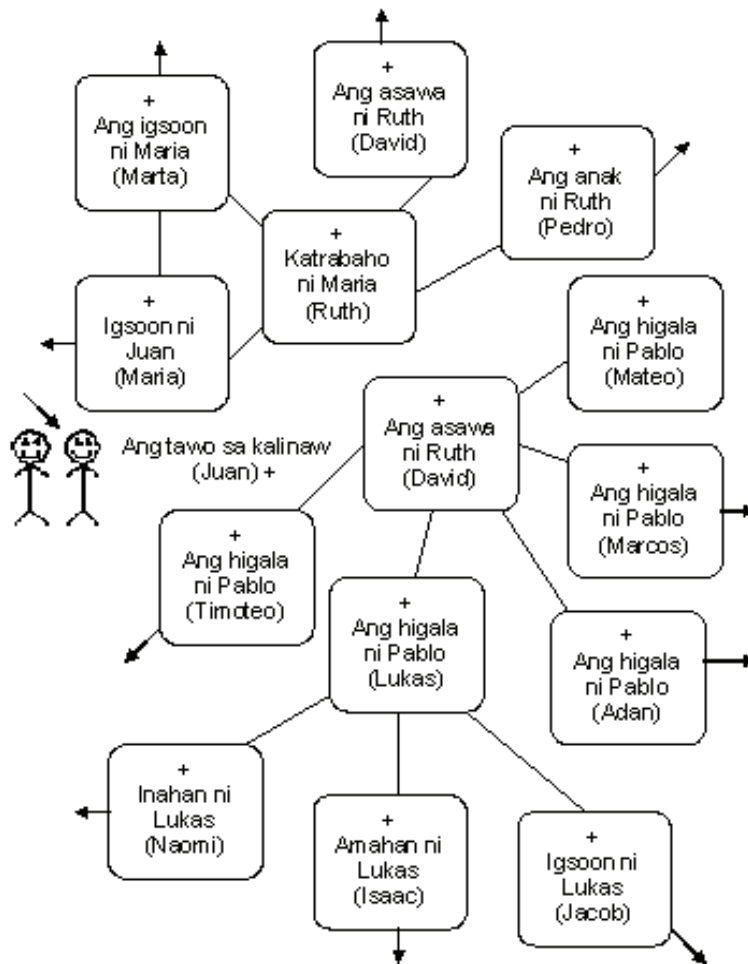 +
Ang igsoon
ni Maria
(Marta)
+
Ang asawa
ni Ruth
(David)
+
Ang anak
ni Ruth
(Pedro)
+
Katrabaho
ni Maria
(Ruth)
+
Igsoon ni
Juan
(Maria)
+
Ang higala
ni Pablo
(Mateo)
+
Ang asawa
ni Ruth
(David)
Ang tawo sa kalinaw
(Juan) +
+
Ang higala
ni Pablo
(Marcos)
+
Ang higala
ni Pablo
(Timoteo)
+
Ang higala
ni Pablo
(Lukas)
+
Ang higala
ni Pablo
(Adan)
+
Inahan ni
Lukas
(Naomi)
+
Amahan ni
Lukas
(Isaac)
+
Igsoon ni
Lukas
(Jacob)